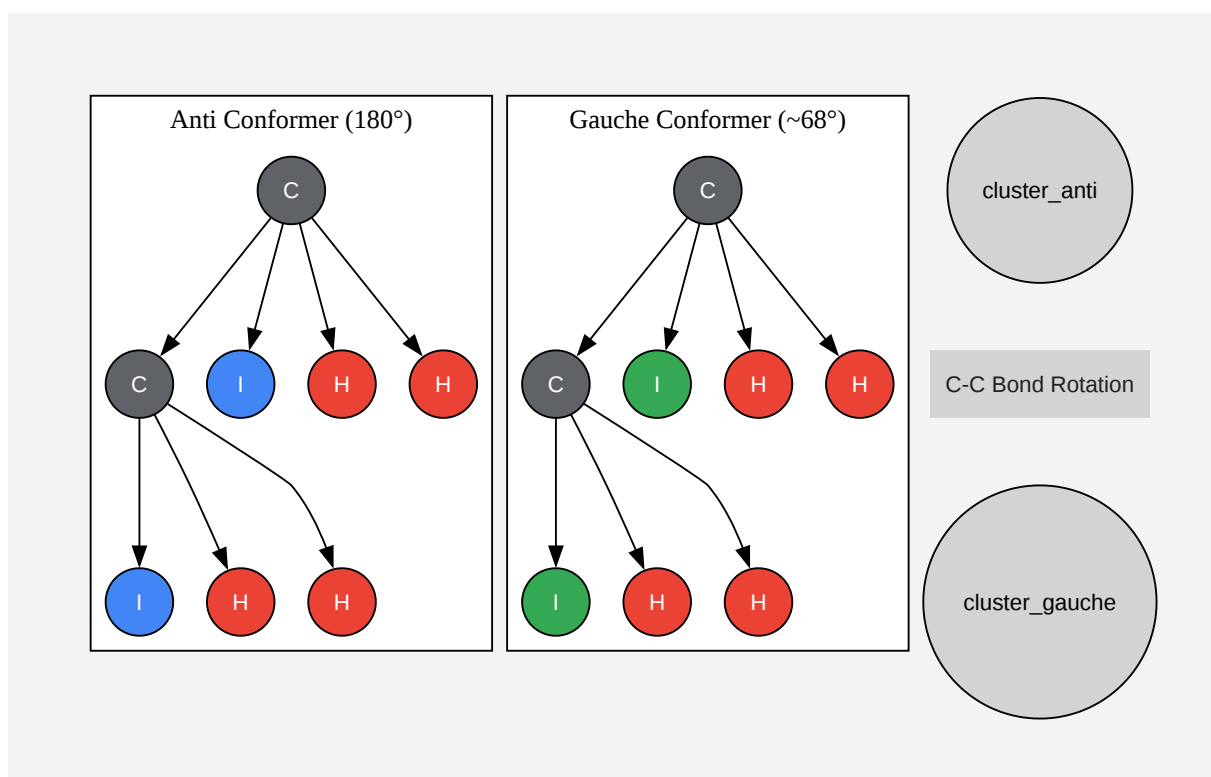 Anti Conformer (180°)
C
C
I
H
H
I
H
H
Gauche Conformer (~68°)
C
C
I
H
H
I
H
H
cluster_anti
C-C Bond Rotation
cluster_gauche